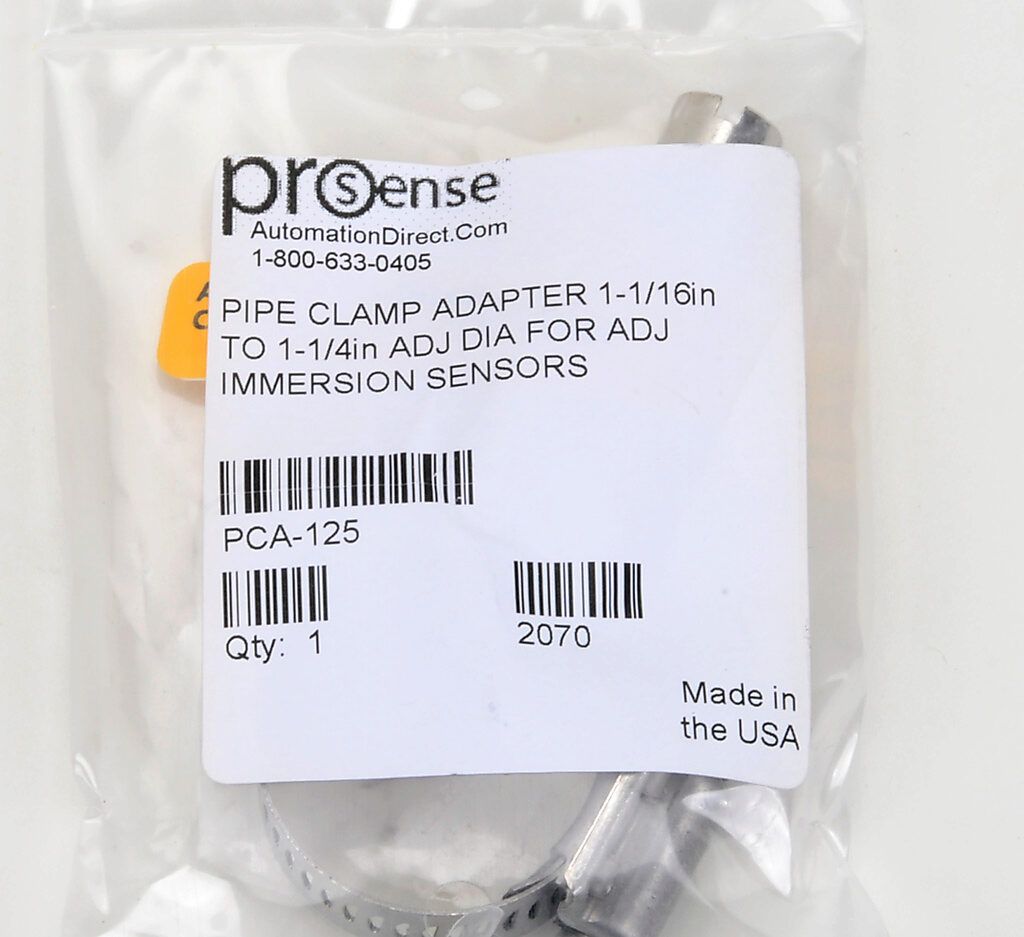 prosense
AutomationDirect.Com
1-800-633-0405
PIPE CLAMP ADAPTER 1-1/16in
TO 1-1/4in ADJ DIA FOR ADJ
IMMERSION SENSORS
PCA-125
Qty: 1
2070
Made in
the USA